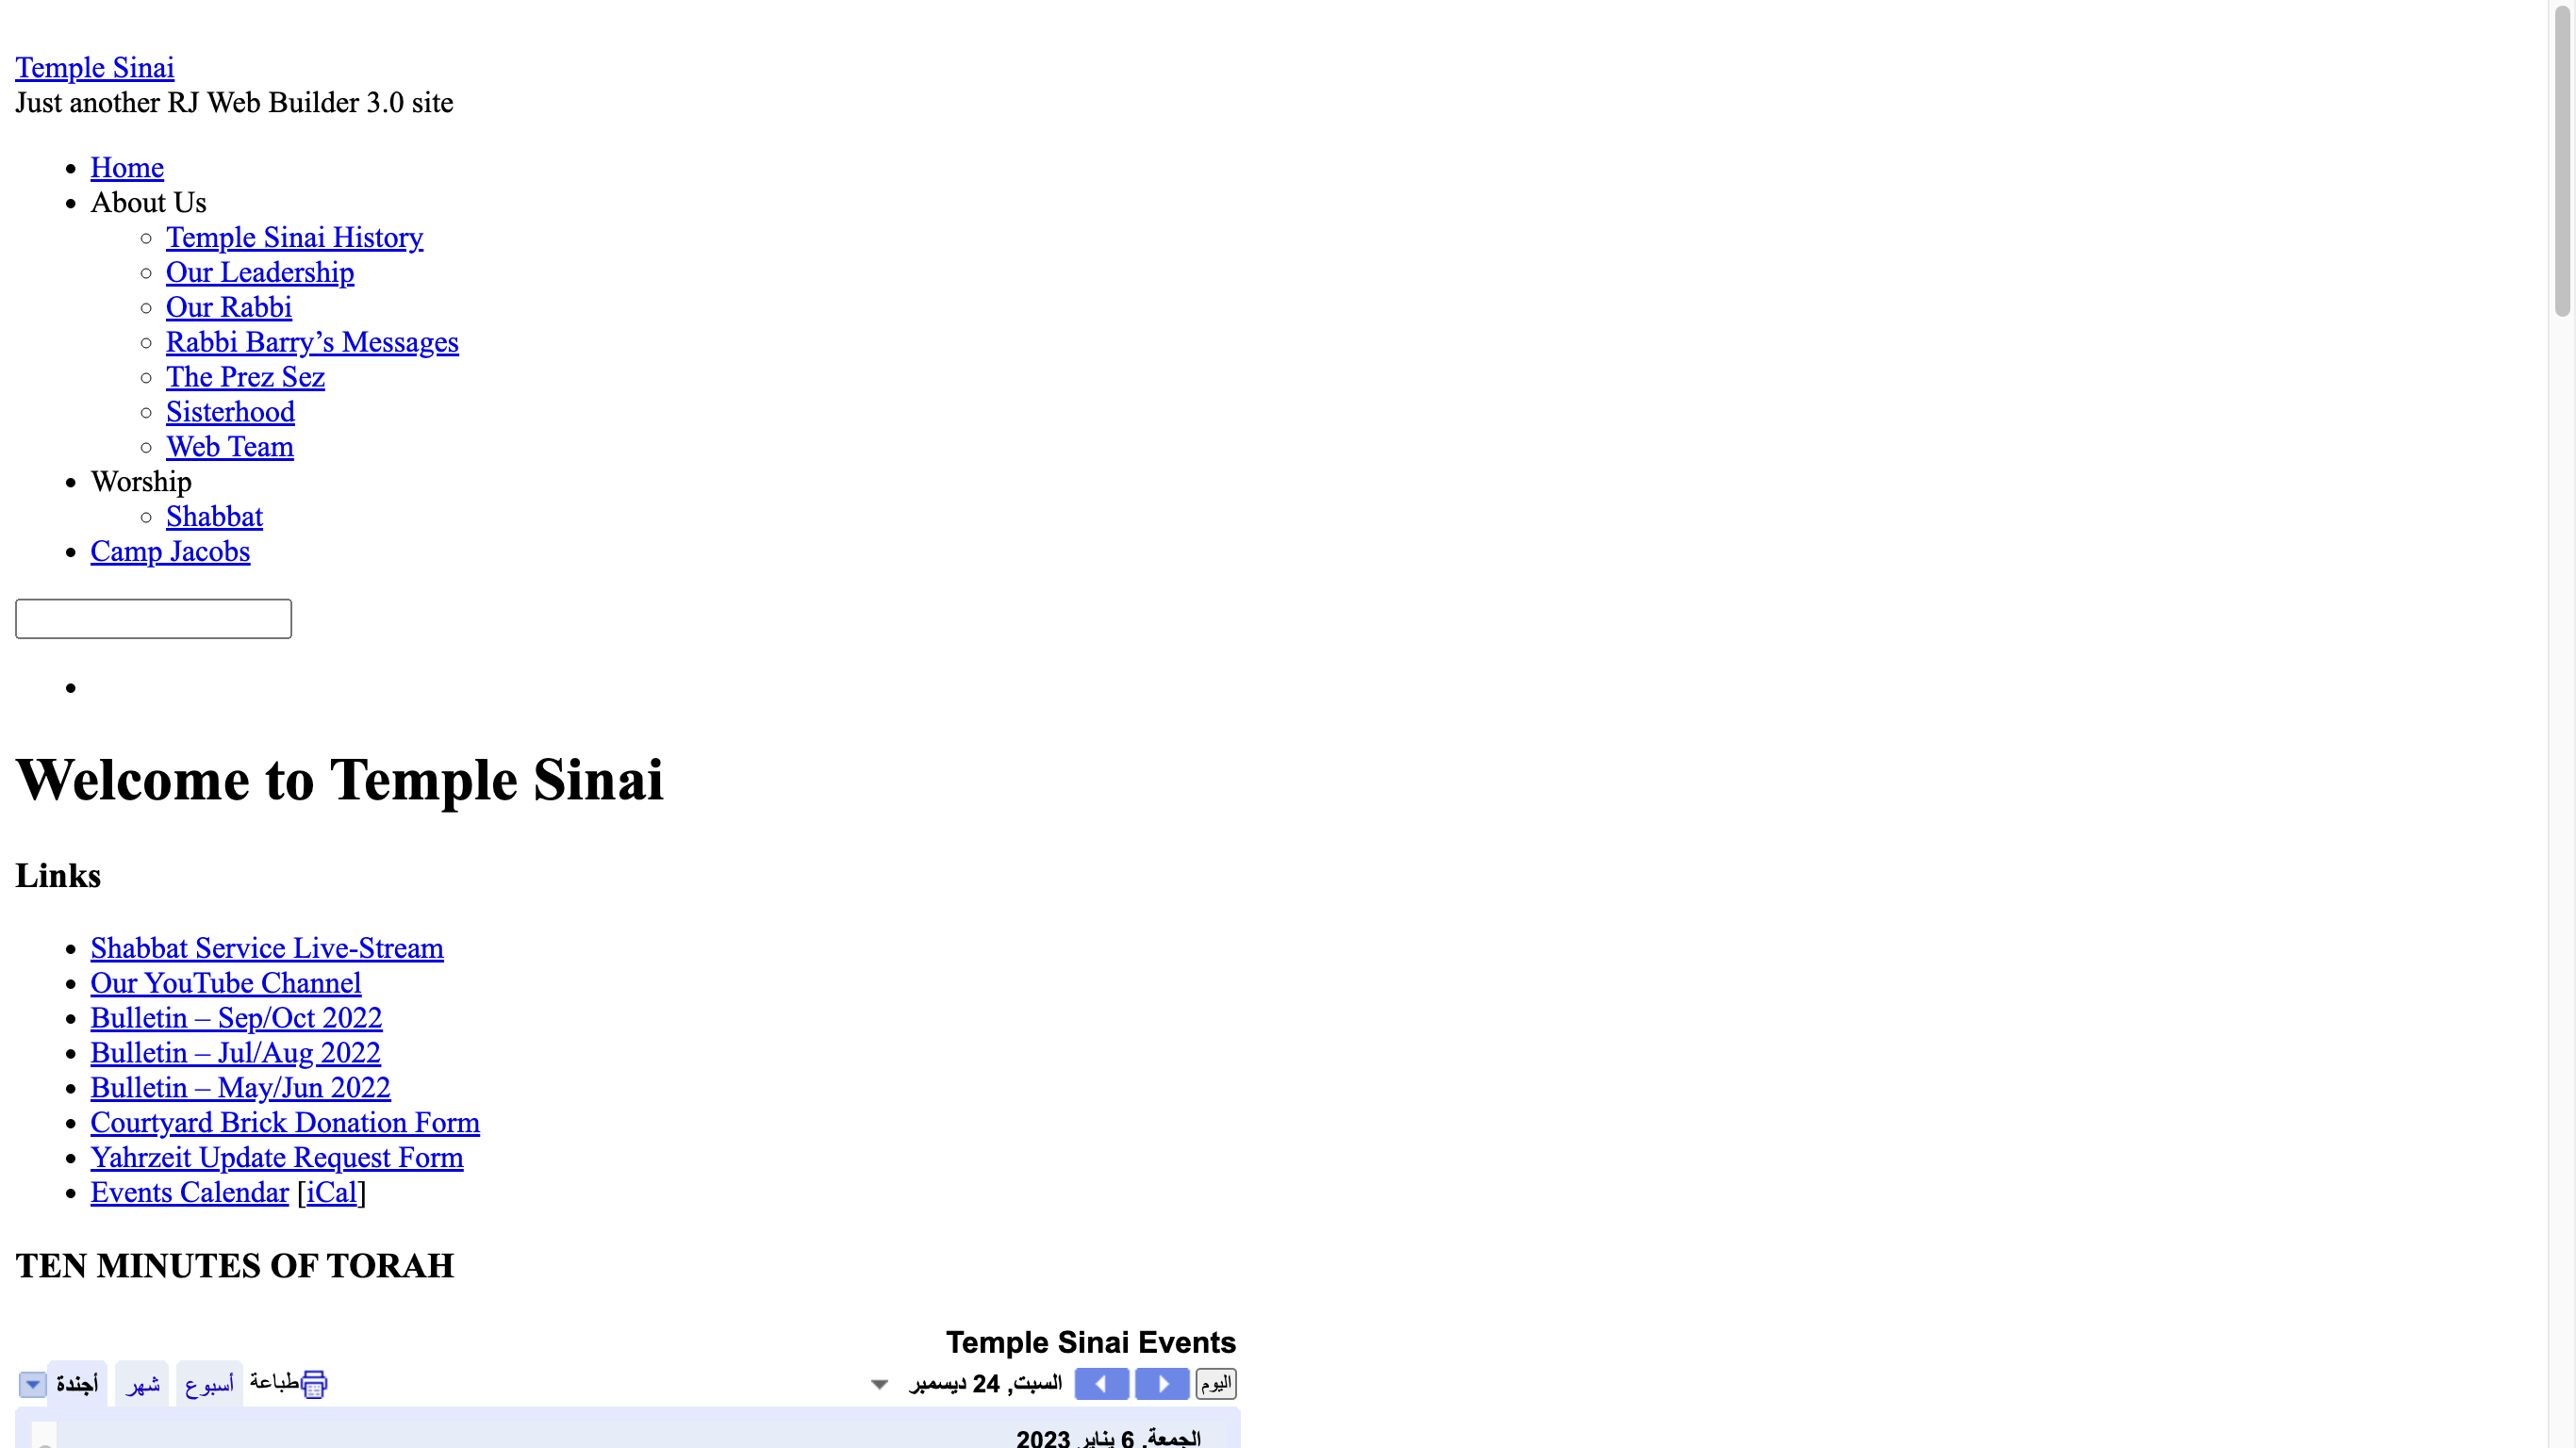 Temple Sinai
Just another RJ Web Builder 3.0 site
Home
About Us
Temple Sinai History
Our Leadership
Our Rabbi
Rabbi Barry’s Messages
The Prez Sez
Sisterhood
Web Team
Worship
Shabbat
Camp Jacobs
Welcome to Temple Sinai
Links
Shabbat Service Live-Stream
Our YouTube Channel
Bulletin – Sep/Oct 2022
Bulletin – Jul/Aug 2022
Bulletin – May/Jun 2022
Courtyard Brick Donation Form
Yahrzeit Update Request Form
Events Calendar [iCal]
TEN MINUTES OF TORAH
Temple Sinai Events
اليوم السبت, 24 ديسمبر طباعة أسبوع شهر أجندة
الجمعة, 6 يناير 2023